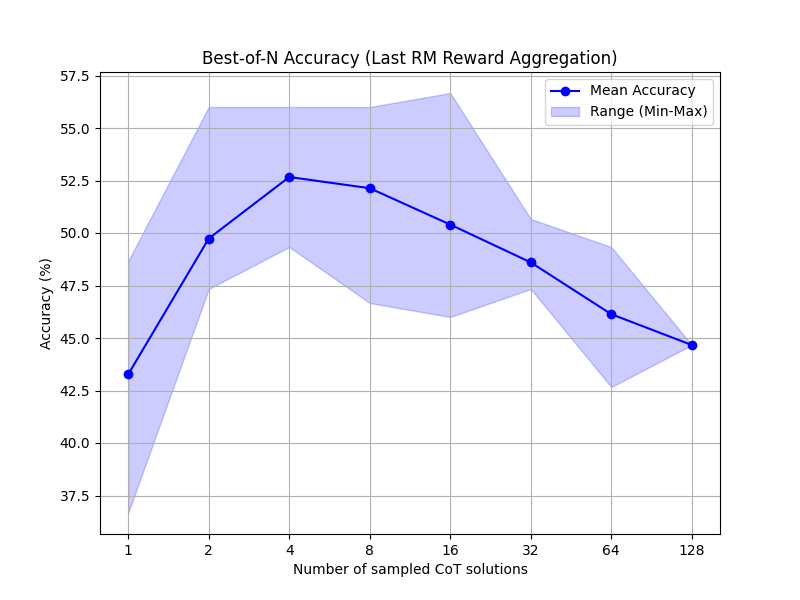 Best-of-N Accuracy (Last RM Reward Aggregation)
Mean Accuracy
Range (Min-Max)
Accuracy (%)
57.5
55.0
52.5
50.0
47.5
45.0
42.5
40.0
37.5
1 2 4 8 16 32 64 128
Number of sampled CoT solutions